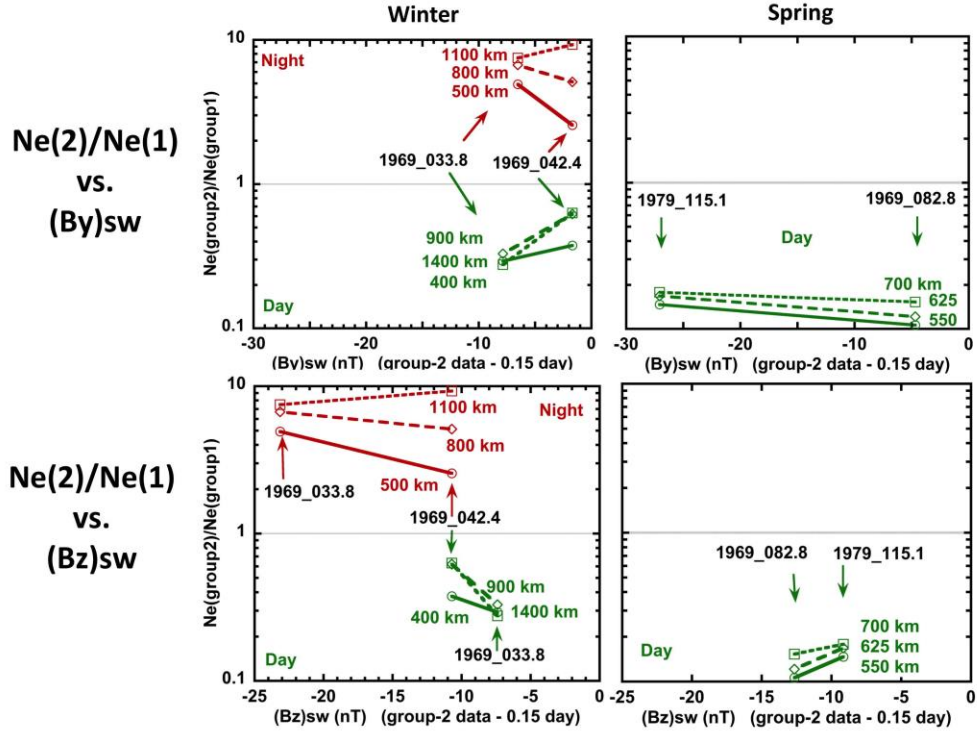 Winter
Spring
Ne(2)/Ne(1)
vs.
(By)sw
Ne(group2)/Ne(group1)
10
1
0.1
Night
1100 km
800 km
500 km
1969_033.8
1969_042.4
900 km
1400 km
400 km
Day
-30
-20
-10
0
(By)sw (nT) (group-2 data - 0.15 day)
1979_115.1
1969_082.8
Day
700 km
625
550
-30
-20
-10
0
(By)sw (nT) (group-2 data - 0.15 day)
Ne(2)/Ne(1)
vs.
(Bz)sw
Ne(group2)/Ne(group1)
10
1
0.1
1100 km
Night
800 km
500 km
1969_033.8
1969_042.4
900 km
400 km
1400 km
1969_033.8
Day
-25
-20
-15
-10
-5
0
(Bz)sw (nT) (group-2 data - 0.15 day)
1969_082.8
1979_115.1
700 km
625 km
550 km
Day
-25
-20
-15
-10
-5
0
(Bz)sw (nT) (group-2 data - 0.15 day)